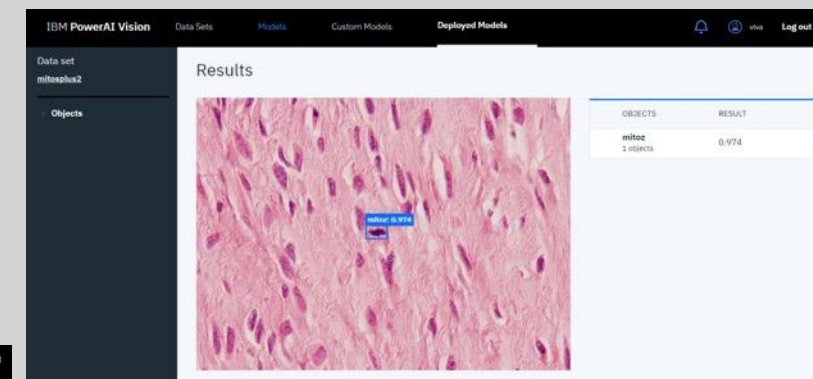 IBM PowerAI Vision Data Sets Models Custom Models Deployed Models viva Log out
Data set
mitosplus2
Objects
Results
OBJECTS RESULT
mitoz 0.974
1 objects
mitoz: 0.974